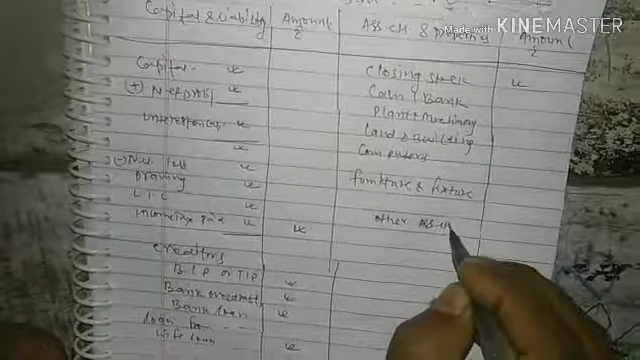 Made with KINEMASTER
Capital & Liability Amount(₹ Assets & Property Amount(₹
Capital
(+) Net Profit
Interest on Cap.
(-) Net loss
Drawing
LIC
Income tax
Closing Stock
Cash & Bank
Plant & Machinery
Land & Building
Computers
furniture & fixture
other Ass
Creditors
B/P or T/P
Bank overdraft
Bank loan
loan from
wife loan